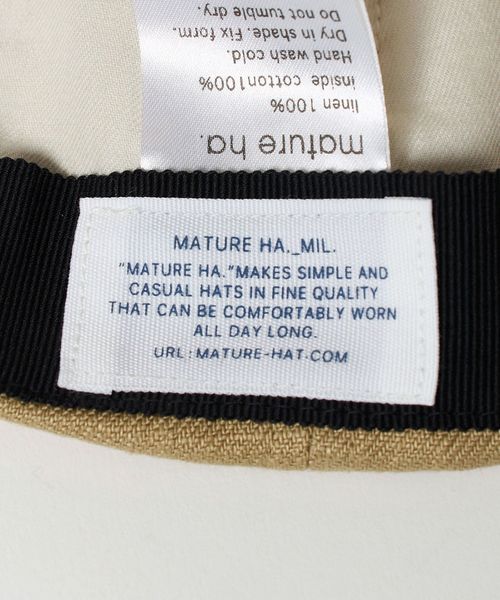 mature ha.
linen 100%
inside cotton100%
Hand wash cold.
Dry in shade. Fix form.
Do not tumble dry.
MATURE HA._MIL.
"MATURE HA."MAKES SIMPLE AND
CASUAL HATS IN FINE QUALITY
THAT CAN BE COMFORTABLY WORN
ALL DAY LONG.
URL : MATURE-HAT.COM